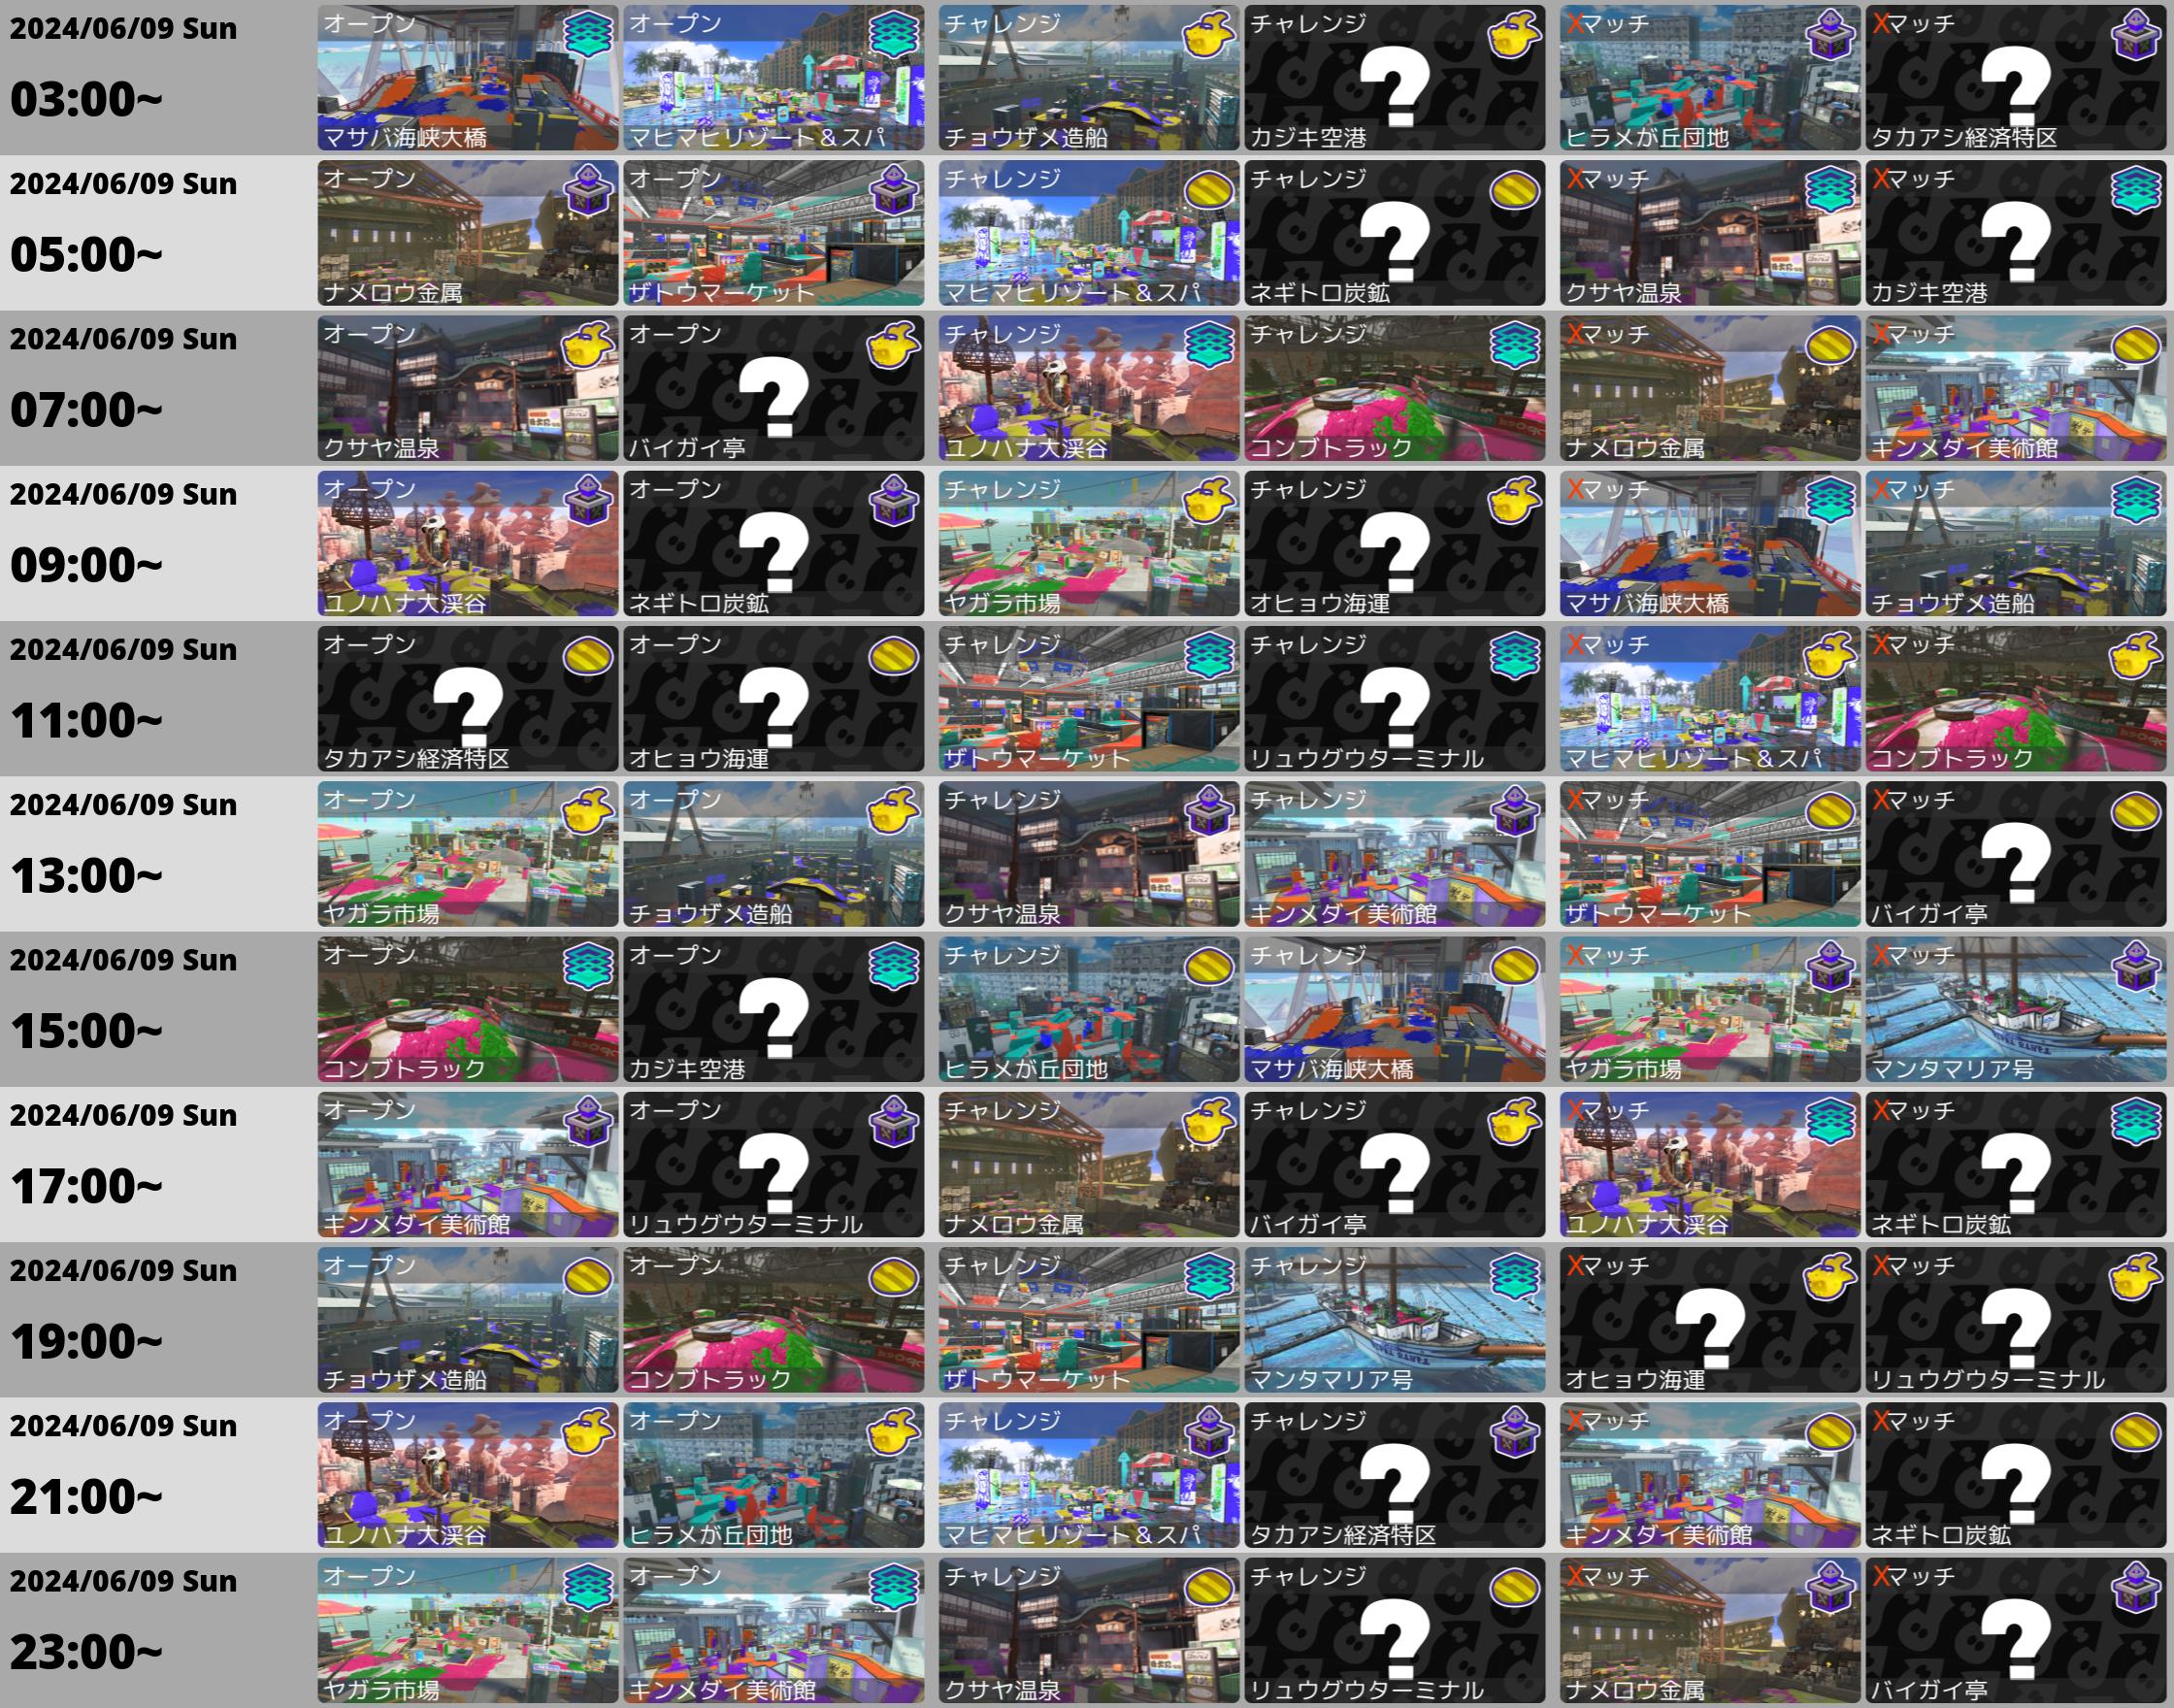 2024/06/09 Sun
03:00~
オープン
マサバ海峡大橋
オープン
マヒマヒリゾート＆スパ
チャレンジ
チョウザメ造船
チャレンジ
カジキ空港
Xマッチ
ヒラメが丘団地
Xマッチ
タカアシ経済特区
2024/06/09 Sun
05:00~
オープン
ナメロウ金属
オープン
ザトウマーケット
チャレンジ
マヒマヒリゾート＆スパ
チャレンジ
ネギトロ炭鉱
Xマッチ
クサヤ温泉
Xマッチ
カジキ空港
2024/06/09 Sun
07:00~
オープン
クサヤ温泉
オープン
バイガイ亭
チャレンジ
ユノハナ大渓谷
チャレンジ
コンブトラック
Xマッチ
ナメロウ金属
Xマッチ
キンメダイ美術館
2024/06/09 Sun
09:00~
オープン
ユノハナ大渓谷
オープン
ネギトロ炭鉱
チャレンジ
ヤガラ市場
チャレンジ
オヒョウ海運
Xマッチ
マサバ海峡大橋
Xマッチ
チョウザメ造船
2024/06/09 Sun
11:00~
オープン
タカアシ経済特区
オープン
オヒョウ海運
チャレンジ
ザトウマーケット
チャレンジ
リュウグウターミナル
Xマッチ
マヒマヒリゾート＆スパ
Xマッチ
コンブトラック
2024/06/09 Sun
13:00~
オープン
ヤガラ市場
オープン
チョウザメ造船
チャレンジ
クサヤ温泉
チャレンジ
キンメダイ美術館
Xマッチ
ザトウマーケット
Xマッチ
バイガイ亭
2024/06/09 Sun
15:00~
オープン
コンブトラック
オープン
カジキ空港
チャレンジ
ヒラメが丘団地
チャレンジ
マサバ海峡大橋
Xマッチ
ヤガラ市場
Xマッチ
マンタマリア号
2024/06/09 Sun
17:00~
オープン
キンメダイ美術館
オープン
リュウグウターミナル
チャレンジ
ナメロウ金属
チャレンジ
バイガイ亭
Xマッチ
ユノハナ大渓谷
Xマッチ
ネギトロ炭鉱
2024/06/09 Sun
19:00~
オープン
チョウザメ造船
オープン
コンブトラック
チャレンジ
ザトウマーケット
チャレンジ
マンタマリア号
Xマッチ
オヒョウ海運
Xマッチ
リュウグウターミナル
2024/06/09 Sun
21:00~
オープン
ユノハナ大渓谷
オープン
ヒラメが丘団地
チャレンジ
マヒマヒリゾート＆スパ
チャレンジ
タカアシ経済特区
Xマッチ
キンメダイ美術館
Xマッチ
ネギトロ炭鉱
2024/06/09 Sun
23:00~
オープン
ヤガラ市場
オープン
キンメダイ美術館
チャレンジ
クサヤ温泉
チャレンジ
リュウグウターミナル
Xマッチ
ナメロウ金属
Xマッチ
バイガイ亭